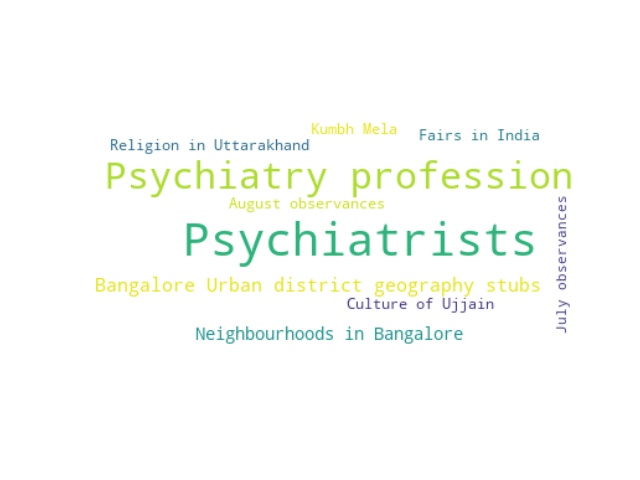 Kumbh Mela
Fairs in India
Religion in Uttarakhand
Psychiatry profession
August observances
Psychiatrists
July observances
Bangalore Urban district geography stubs
Culture of Ujjain
Neighbourhoods in Bangalore